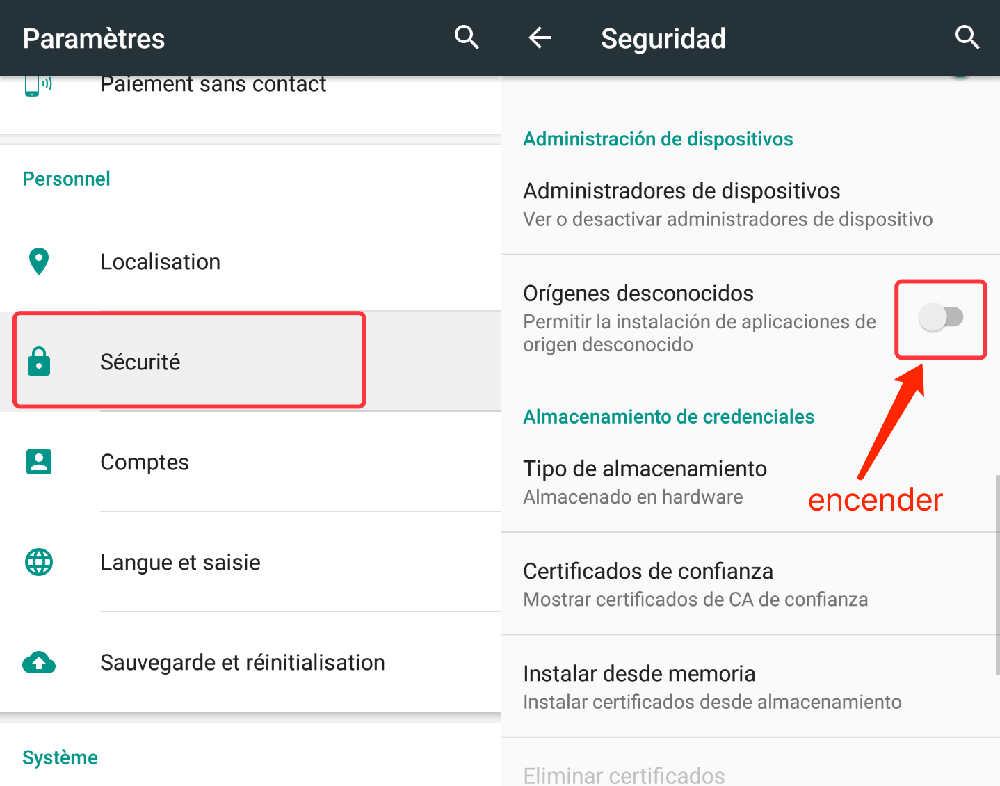 Paramètres
Paiement sans contact
Personnel
Localisation
Sécurité
Comptes
Langue et saisie
Sauvegarde et réinitialisation
Système
Seguridad
Administración de dispositivos
Administradores de dispositivos
Ver o desactivar administradores de dispositivo
Orígenes desconocidos
Permitir la instalación de aplicaciones de
origen desconocido
Almacenamiento de credenciales
Tipo de almacenamiento
Almacenado en hardware
encender
Certificados de confianza
Mostrar certificados de CA de confianza
Instalar desde memoria
Instalar certificados desde almacenamiento
Eliminar certificados